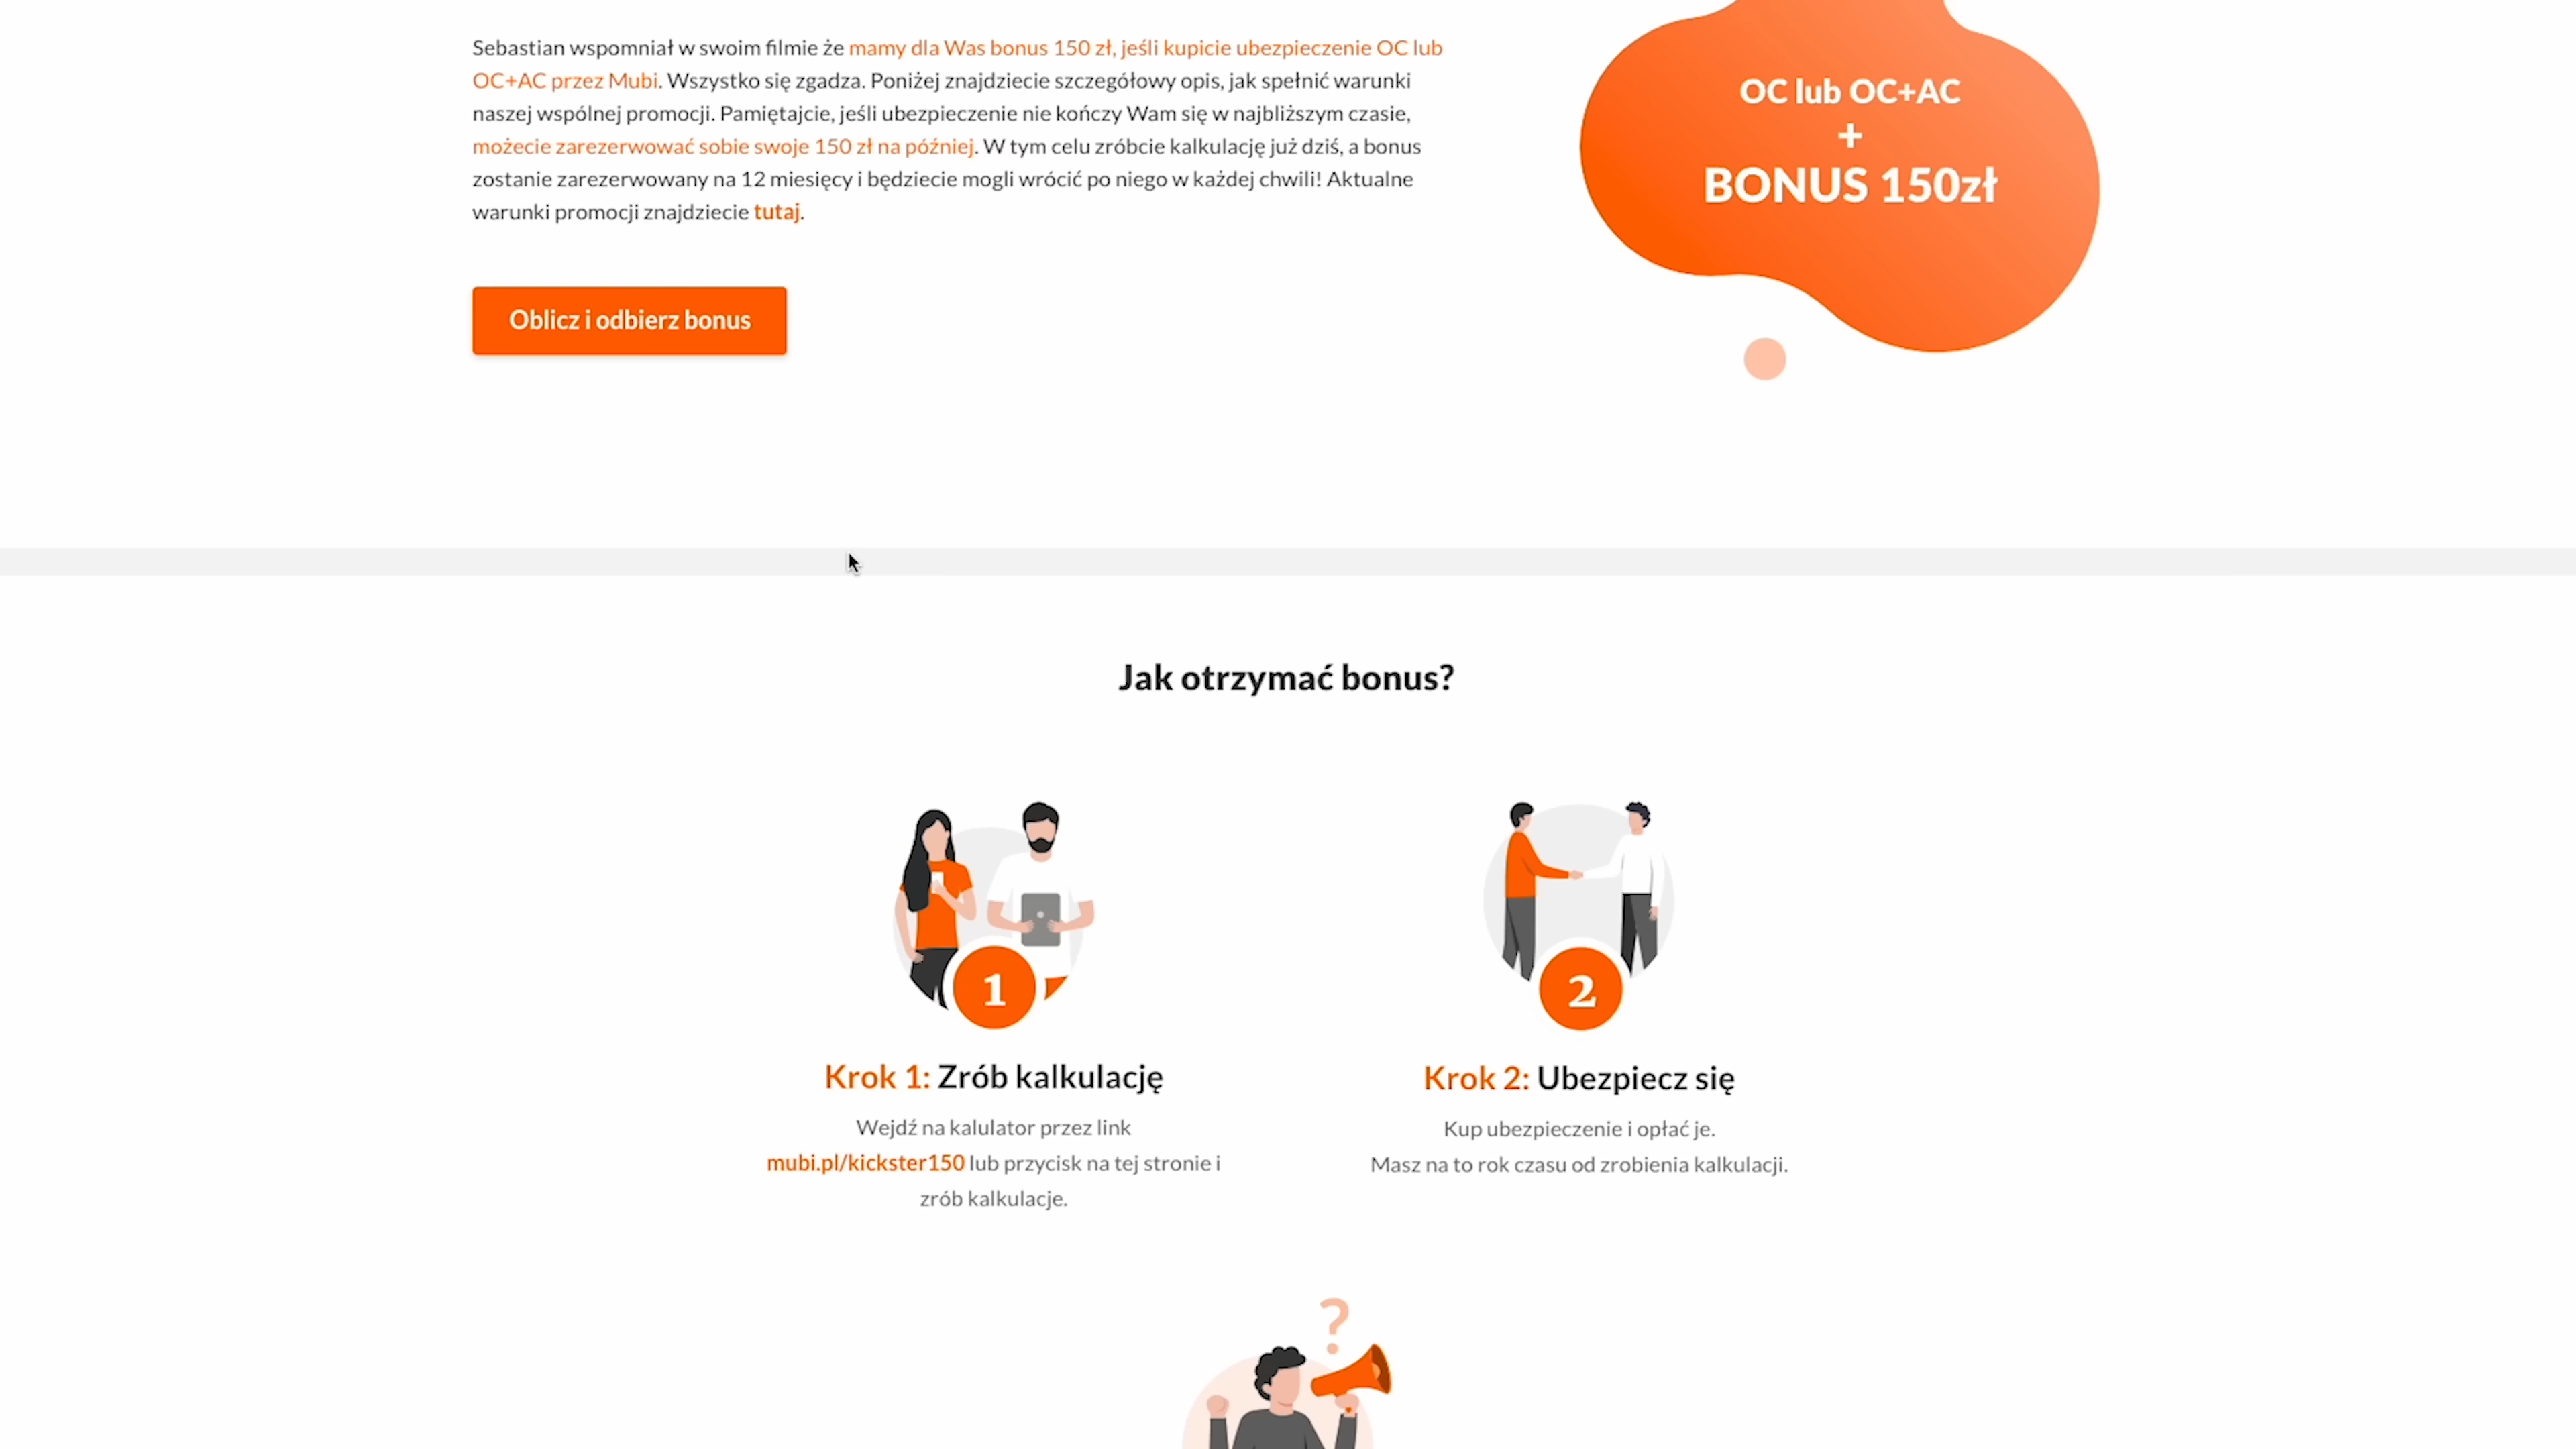 Sebastian wspomniał w swoim filmie że mamy dla Was bonus 150 zł, jeśli kupicie ubezpieczenie OC lub
OC+AC przez Mubi. Wszystko się zgadza. Poniżej znajdziecie szczegółowy opis, jak spełnić warunki
naszej wspólnej promocji. Pamiętajcie, jeśli ubezpieczenie nie kończy Wam się w najbliższym czasie,
możecie zarezerwować sobie swoje 150 zł na później. W tym celu zróbcie kalkulację już dziś, a bonus
zostanie zarezerwowany na 12 miesięcy i będziecie mogli wrócić po niego w każdej chwili! Aktualne
warunki promocji znajdziecie tutaj.
Oblicz i odbierz bonus
OC lub OC+AC
+
BONUS 150zł
Jak otrzymać bonus?
1
Krok 1: Zrób kalkulację
Wejdź na kalulator przez link
mubi.pl/kickster150 lub przycisk na tej stronie i
zrób kalkulacje.
2
Krok 2: Ubezpiecz się
Kup ubezpieczenie i opłać je.
Masz na to rok czasu od zrobienia kalkulacji.
?